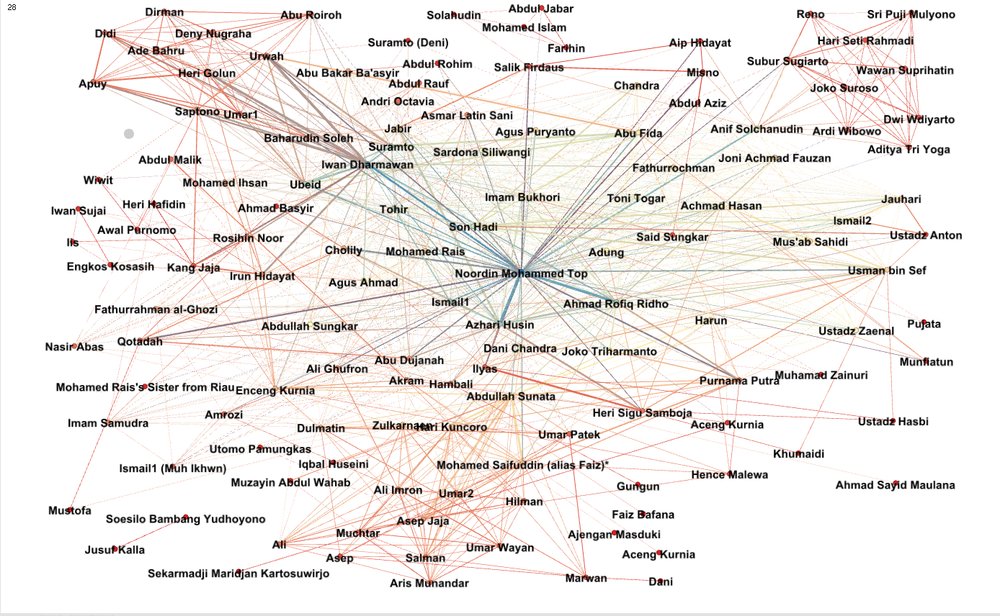 28
Dirman
Abu Roiroh
Solahudin
Abdul Jabar
Reno
Sri Puji Mulyono
Didi
Deny Nugraha
Mohamed Islam
Suramto (Deni)
Farihin
Aip Hidayat
Hari Seti Rahmadi
Ade Bahru
Urwah
Subur Sugiarto
Heri Golun
Abu Bakar Ba'asyir
Abdul Rohim
Salik Firdaus
Misno
Wawan Suprihatin
Apuy
Abdul Rauf
Chandra
Joko Suroso
Andri Octavia
Abdul Aziz
Saptono
Umar1
Asmar Latin Sani
Dwi Wdiyarto
Jabir
Agus Puryanto
Abu Fida
Anif Solchanudin
Ardi Wibowo
Baharudin Soleh
Suramto
Sardona Siliwangi
Aditya Tri Yoga
Abdul Malik
Iwan Dharmawan
Fathurrochman
Joni Achmad Fauzan
Wiwit
Mohamed Ihsan
Ubeid
Imam Bukhori
Toni Togar
Jauhari
Heri Hafidin
Ahmad Basyir
Tohir
Achmad Hasan
Iwan Sujai
Ismail2
Awal Purnomo
Rosihin Noor
Son Hadi
Said Sungkar
Mus'ab Sahidi
Ustadz Anton
Iis
Cholily
Mohamed Rais
Adung
Engkos Kosasih
Kang Jaja
Irun Hidayat
Noordin Mohammed Top
Usman bin Sef
Agus Ahmad
Fathurrahman al-Ghozi
Ismail1
Ahmad Rofiq Ridho
Abdullah Sungkar
Azhari Husin
Harun
Pujata
Nasir Abas
Qotadah
Dani Chandra
Joko Triharmanto
Ustadz Zaenal
Abu Dujanah
Munfiatun
Ali Ghufron
Ilyas
Muhamad Zainuri
Mohamed Rais's Sister from Riau
Enceng Kurnia
Akram
Hambali
Purnama Putra
Abdullah Sunata
Imam Samudra
Amrozi
Heri Sigu Samboja
Ustadz Hasbi
Dulmatin
Zulkarnaen
Hari Kuncoro
Umar Patek
Aceng Kurnia
Utomo Pamungkas
Khumaidi
Ismail1 (Muh Ikhwn)
Iqbal Huseini
Mohamed Saifuddin (alias Faiz)*
Hence Malewa
Muzayin Abdul Wahab
Ali Imron
Umar2
Gungun
Ahmad Sayid Maulana
Hilman
Mustofa
Soesilo Bambang Yudhoyono
Asep Jaja
Faiz Bafana
Muchtar
Ajengan Masduki
Jusuf Kalla
Ali
Asep
Salman
Umar Wayan
Aceng Kurnia
Sekarmadji Maridjan Kartosuwirjo
Aris Munandar
Marwan
Dani